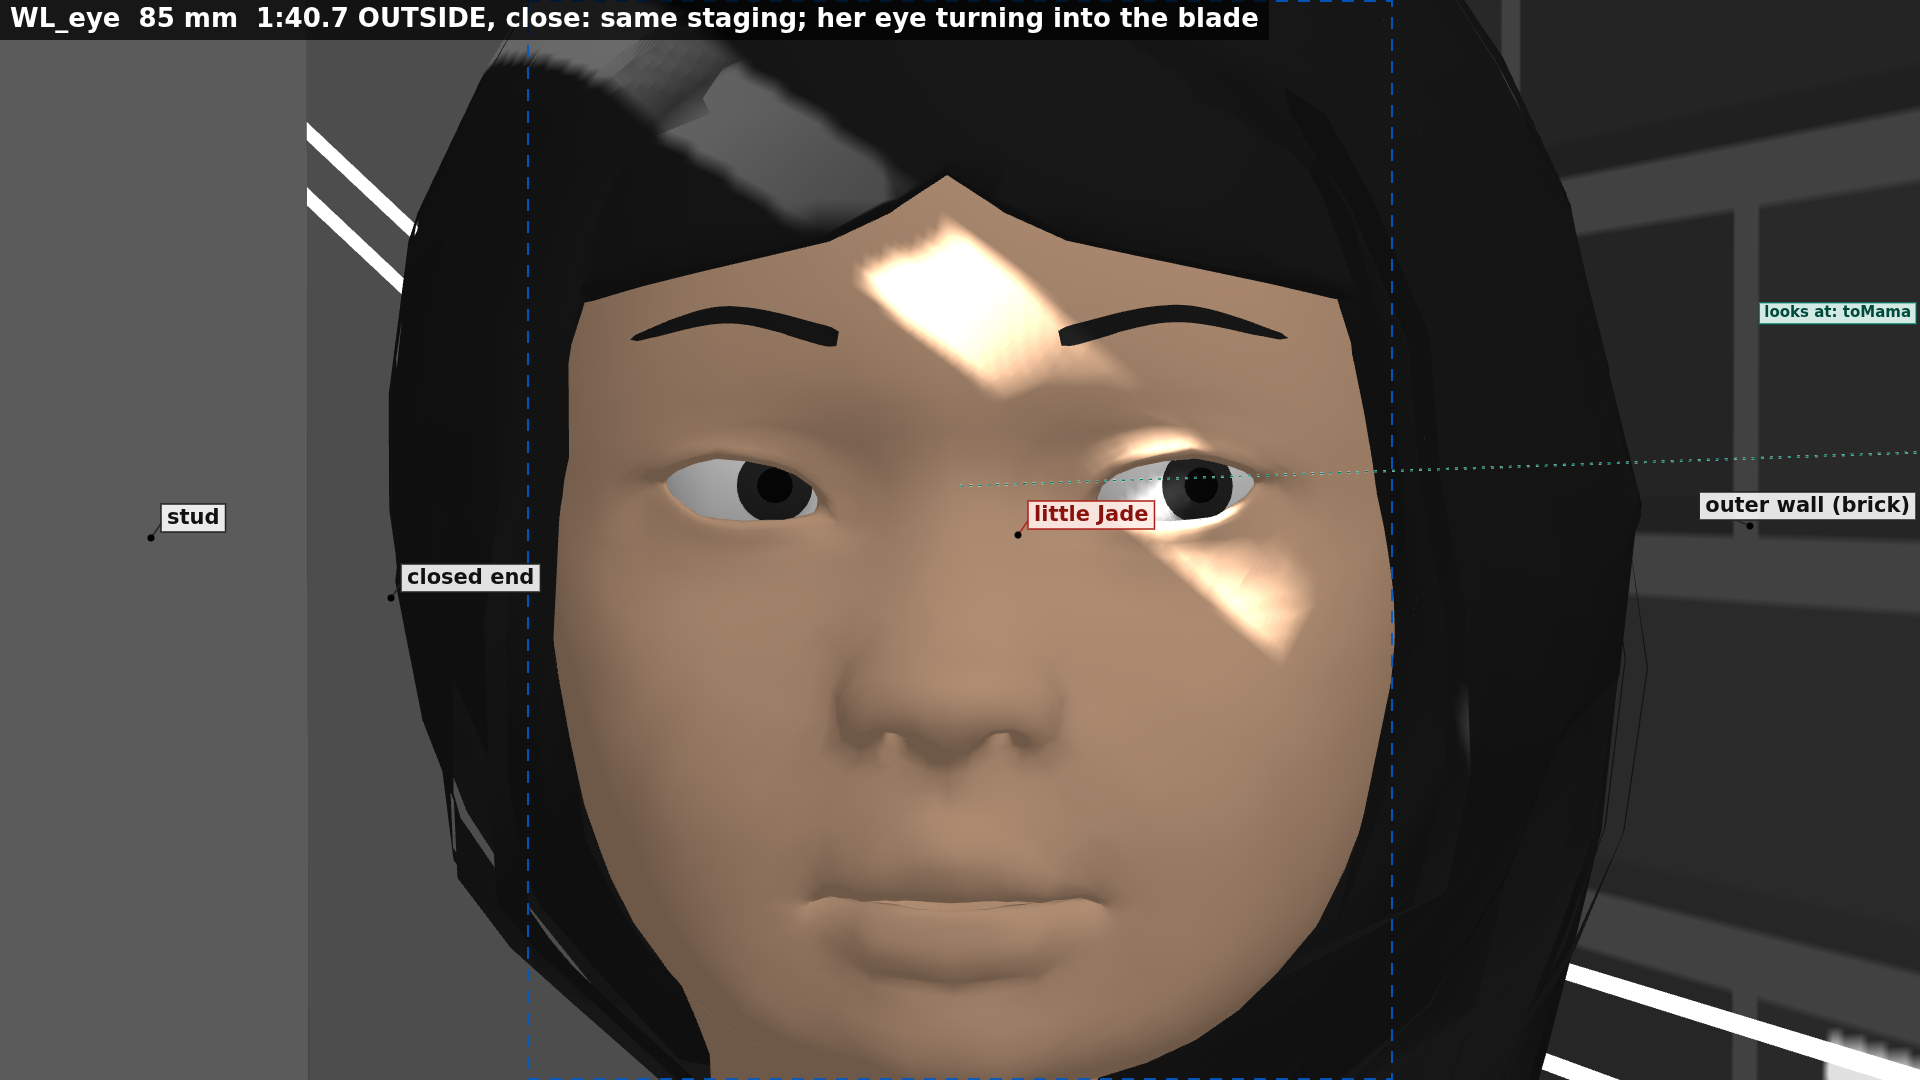 WL_eye  85 mm  1:40.7 OUTSIDE, close: same staging; her eye turning into the blade
looks at: toMama
outer wall (brick)
stud
little Jade
closed end